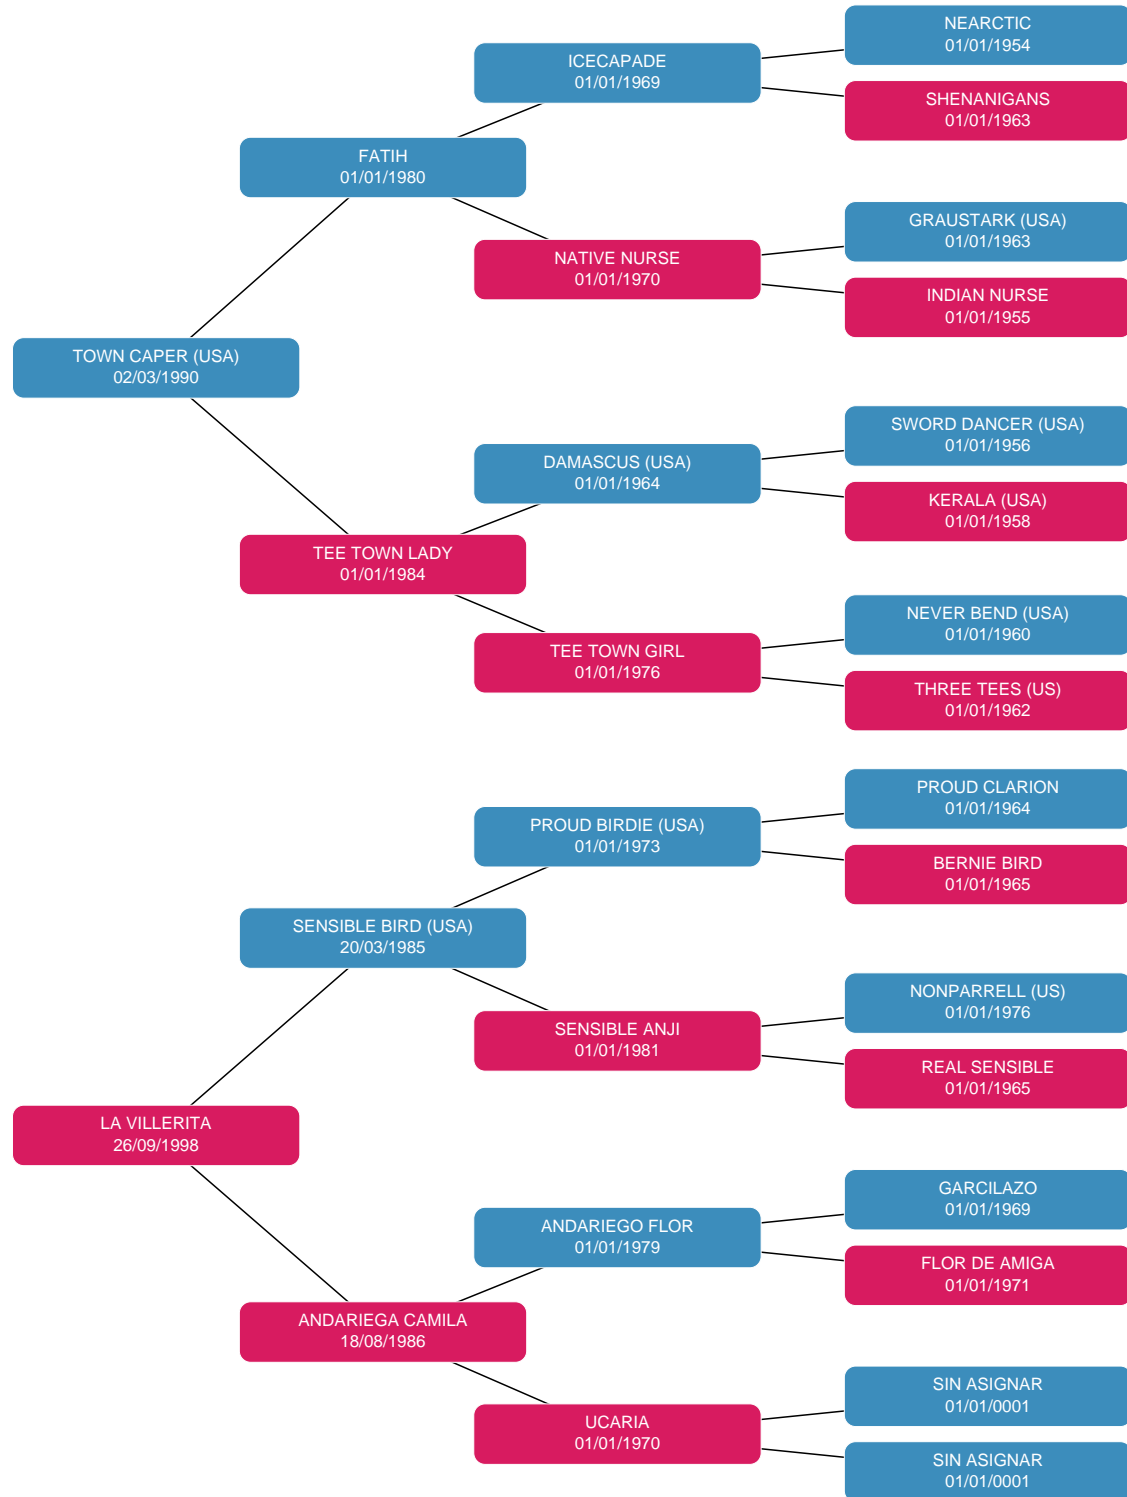 NEARCTIC
01/01/1954
ICECAPADE
01/01/1969
SHENANIGANS
01/01/1963
FATIH
01/01/1980
GRAUSTARK (USA)
01/01/1963
NATIVE NURSE
01/01/1970
INDIAN NURSE
01/01/1955
TOWN CAPER (USA)
02/03/1990
SWORD DANCER (USA)
01/01/1956
DAMASCUS (USA)
01/01/1964
KERALA (USA)
01/01/1958
TEE TOWN LADY
01/01/1984
NEVER BEND (USA)
01/01/1960
TEE TOWN GIRL
01/01/1976
THREE TEES (US)
01/01/1962
PROUD CLARION
01/01/1964
PROUD BIRDIE (USA)
01/01/1973
BERNIE BIRD
01/01/1965
SENSIBLE BIRD (USA)
20/03/1985
NONPARRELL (US)
01/01/1976
SENSIBLE ANJI
01/01/1981
REAL SENSIBLE
01/01/1965
LA VILLERITA
26/09/1998
GARCILAZO
01/01/1969
ANDARIEGO FLOR
01/01/1979
FLOR DE AMIGA
01/01/1971
ANDARIEGA CAMILA
18/08/1986
SIN ASIGNAR
01/01/0001
UCARIA
01/01/1970
SIN ASIGNAR
01/01/0001